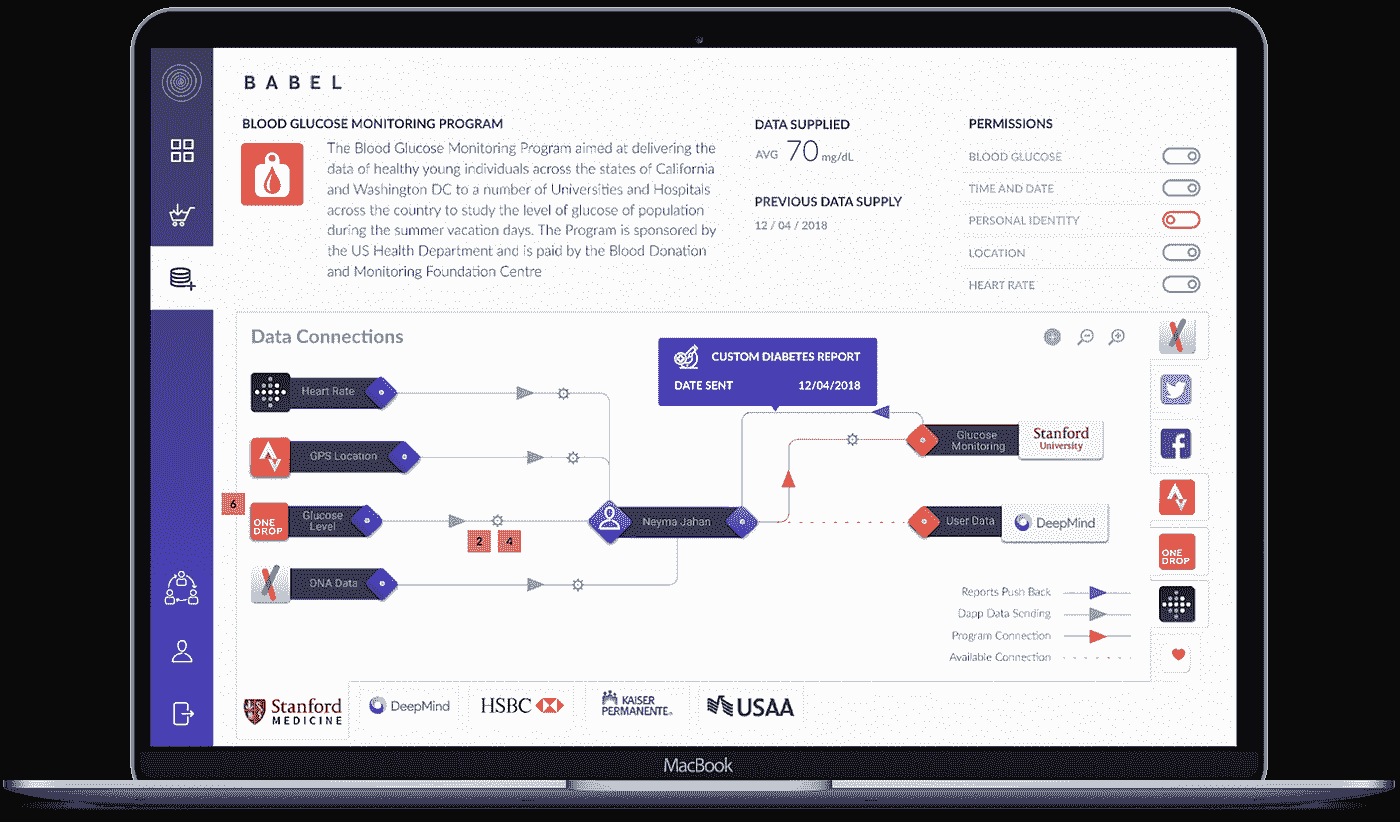 BABEL
BLOOD GLUCOSE MONITORING PROGRAM
The Blood Glucose Monitoring Program aimed at delivering the
data of healthy young individuals across the states of California
and Washington DC to a number of Universities and Hospitals
across the country to study the level of glucose of population
during the summer vacation days. The Program is sponsored by
the US Health Department and is paid by the Blood Donation
and Monitoring Foundation Centre
DATA SUPPLIED
AVG 70 mg/dL
PREVIOUS DATA SUPPLY
12 / 04 / 2018
PERMISSIONS
BLOOD GLUCOSE
TIME AND DATE
PERSONAL IDENTITY
LOCATION
HEART RATE
Data Connections
CUSTOM DIABETES REPORT
DATE SENT 12/04/2018
Heart Rate
GPS Location
6
ONE
DROP
Glucose
Level
2 4
DNA Data
Neyma Jahan
Glucose
Monitoring
Stanford
University
User Data
DeepMind
ONE
DROP
Reports Push Back
Dapp Data Sending
Program Connection
Available Connection
Stanford
MEDICINE
DeepMind
HSBC
KAISER
PERMANENTE
USAA
MacBook